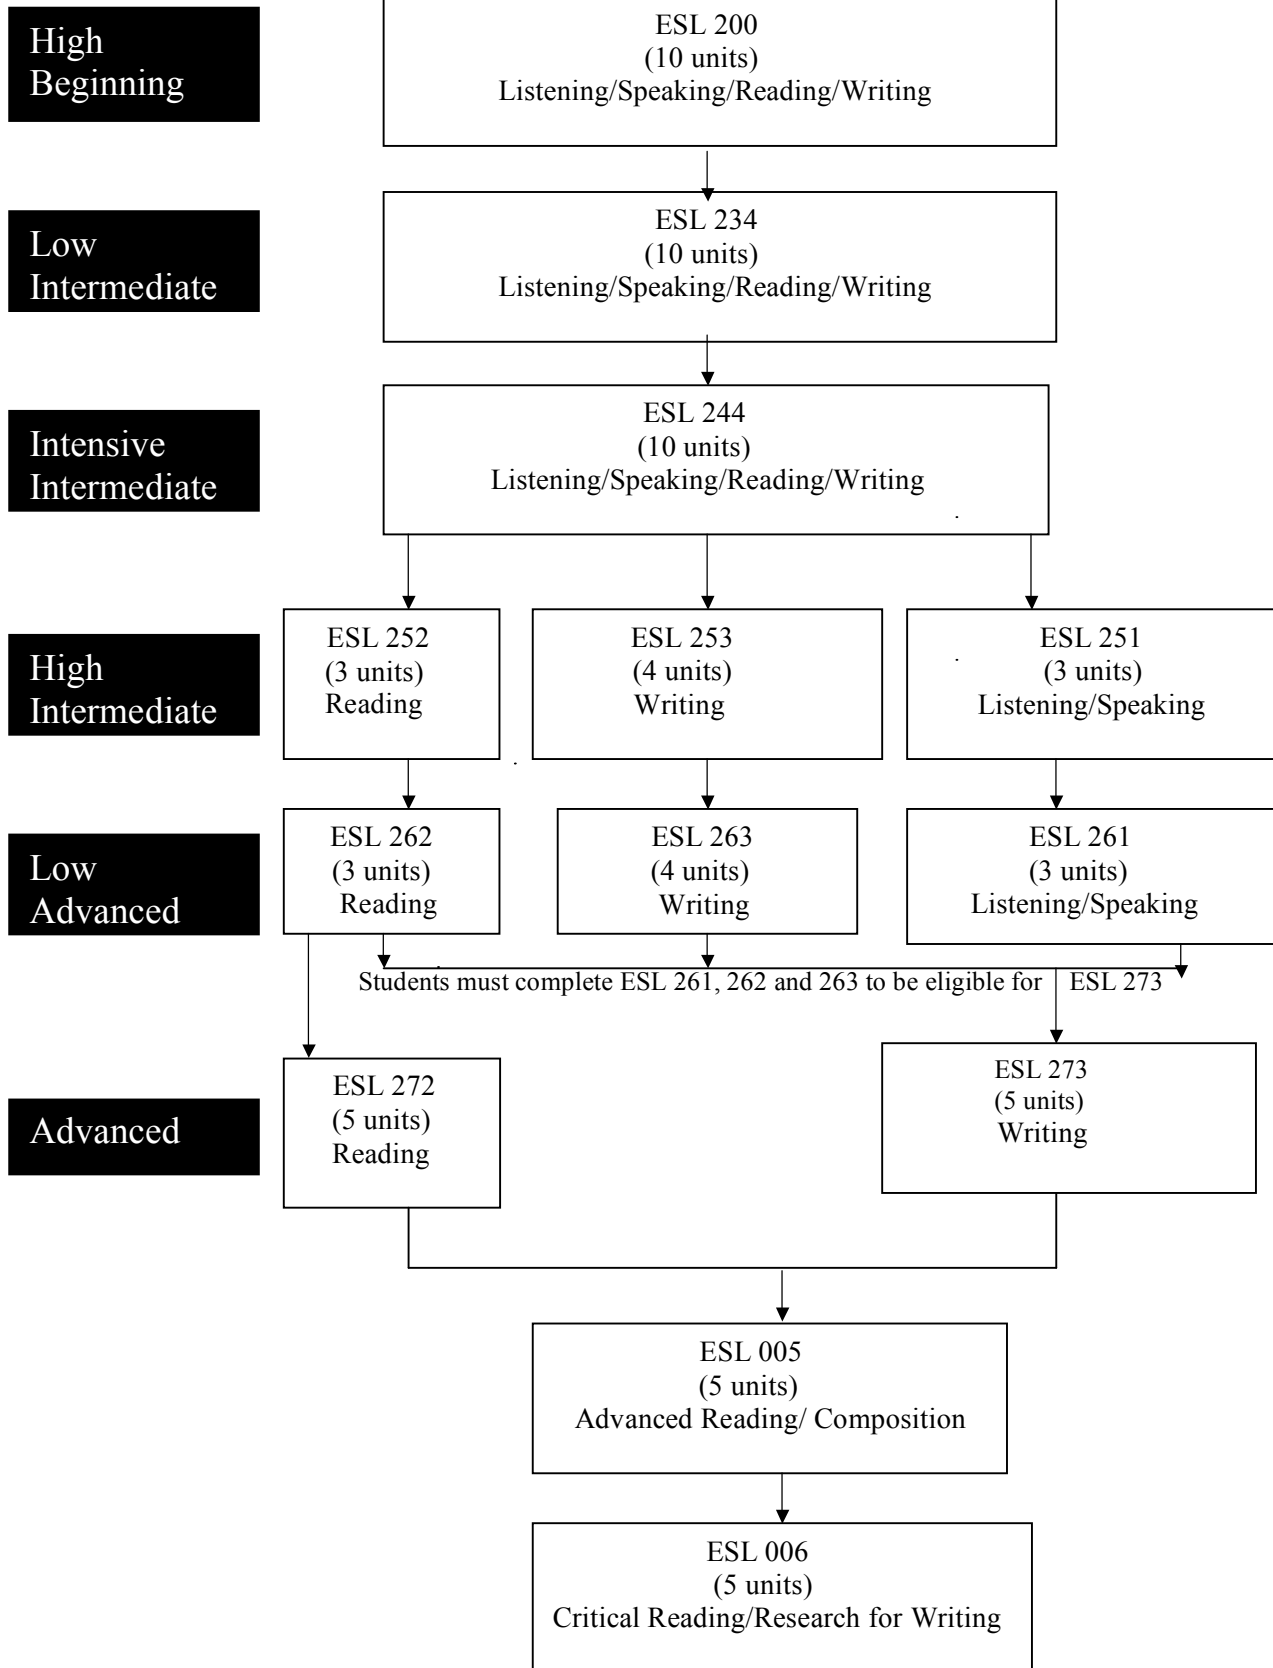 High
Beginning
ESL 200
(10 units)
Listening/Speaking/Reading/Writing
Low
Intermediate
ESL 234
(10 units)
Listening/Speaking/Reading/Writing
Intensive
Intermediate
ESL 244
(10 units)
Listening/Speaking/Reading/Writing
High
Intermediate
ESL 252
(3 units)
Reading
ESL 253
(4 units)
Writing
ESL 251
(3 units)
Listening/Speaking
Low
Advanced
ESL 262
(3 units)
Reading
ESL 263
(4 units)
Writing
ESL 261
(3 units)
Listening/Speaking
Students must complete ESL 261, 262 and 263 to be eligible for ESL 273
Advanced
ESL 272
(5 units)
Reading
ESL 273
(5 units)
Writing
ESL 005
(5 units)
Advanced Reading/ Composition
ESL 006
(5 units)
Critical Reading/Research for Writing